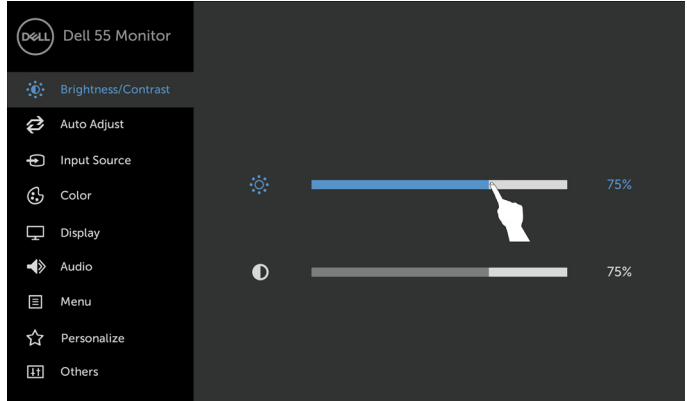 DELL Dell 55 Monitor
Brightness/Contrast
Auto Adjust
Input Source
Color
Display
Audio
Menu
Personalize
Others
75%
75%